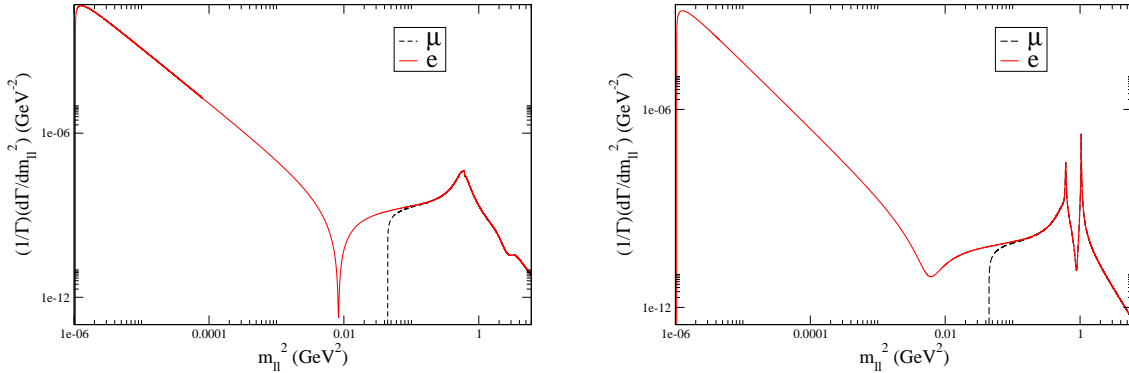 (1/Γ)(dΓ/dm_ll^2) (GeV^-2)
1e-06
1e-12
μ
e
1e-06 0.0001 0.01 1
m_ll^2 (GeV^2)
(1/Γ)(dΓ/dm_ll^2) (GeV^-2)
1e-06
1e-12
μ
e
1e-06 0.0001 0.01 1
m_ll^2 (GeV^2)